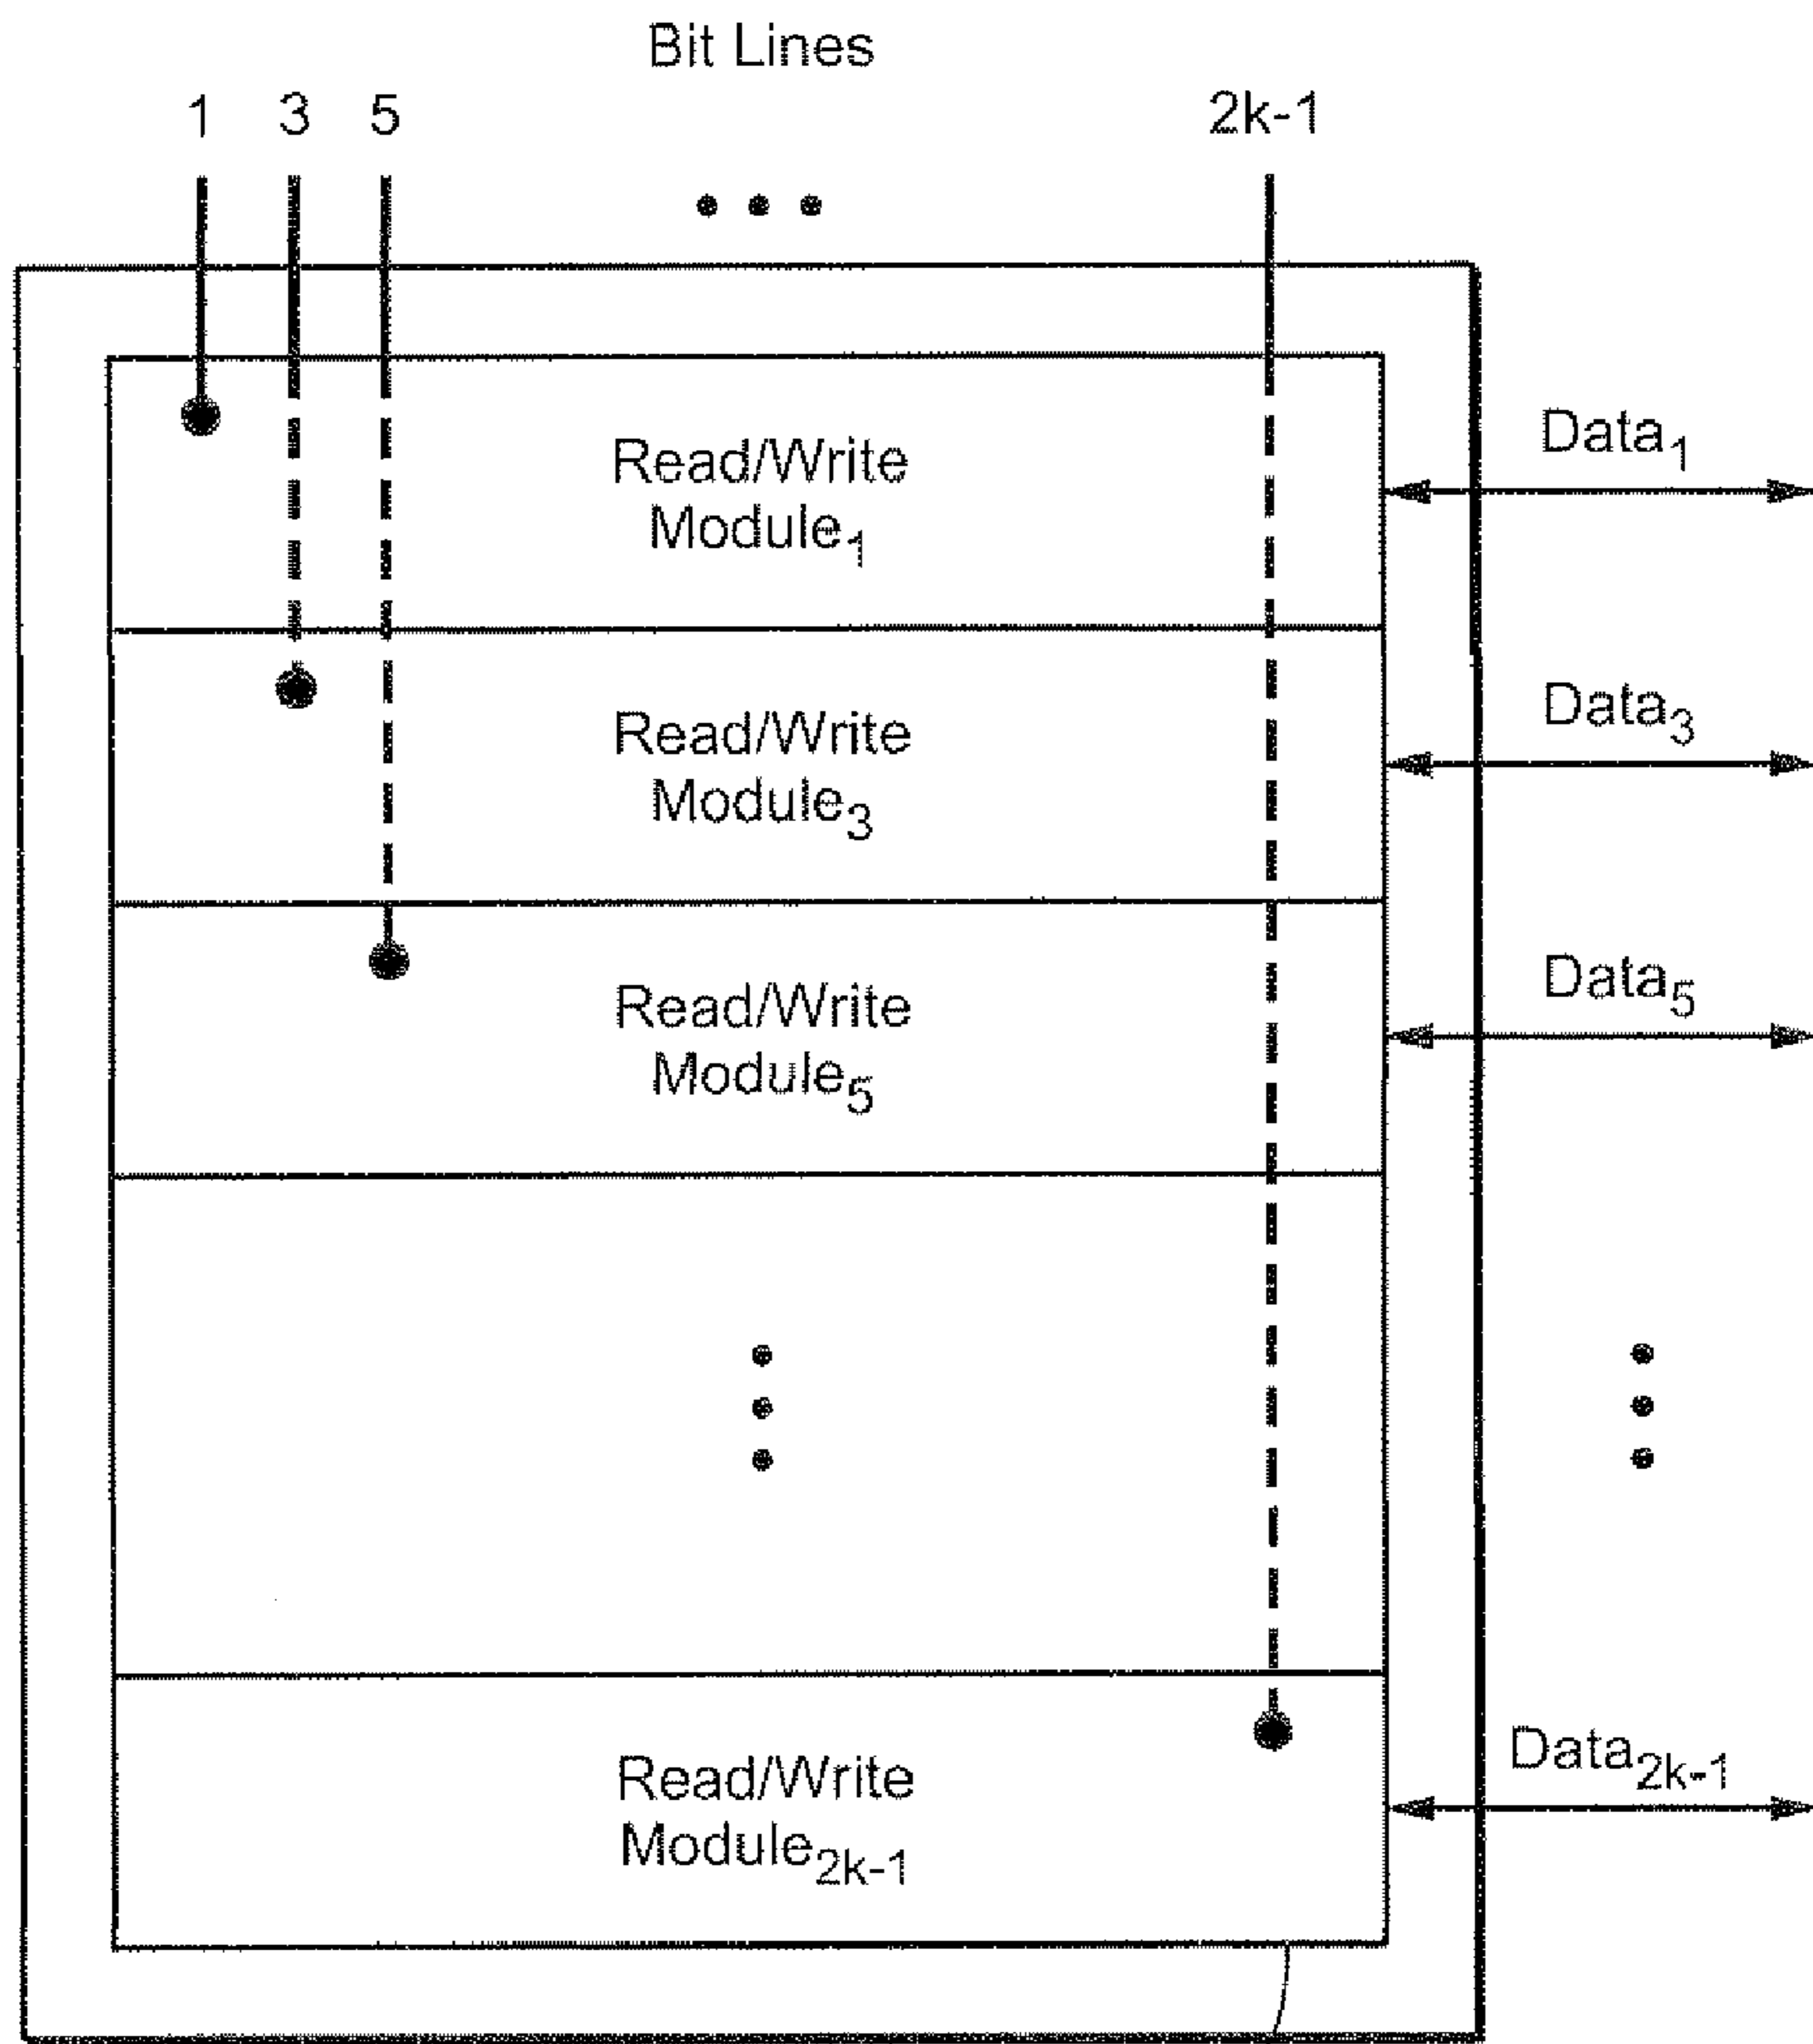 Bit Lines
1 3 5 2k-1
Read/Write
Module₁
Data₁
Read/Write
Module₃
Data₃
Read/Write
Module₅
Data₅
Read/Write
Module₂ₖ₋₁
Data₂ₖ₋₁